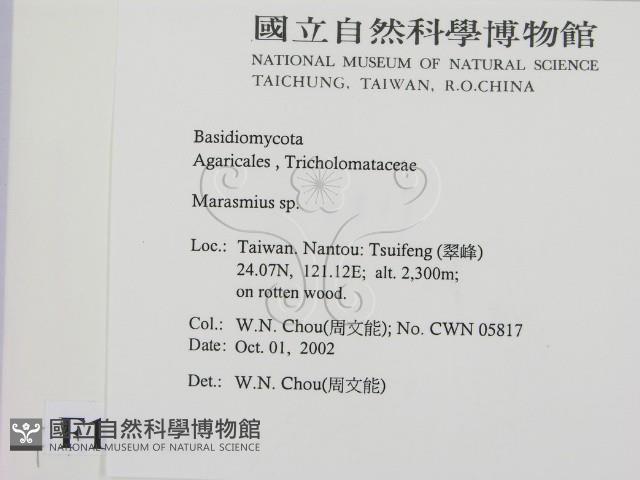 國立自然科學博物館
NATIONAL MUSEUM OF NATURAL SCIENCE
TAICHUNG, TAIWAN, R.O.CHINA
Basidiomycota
Agaricales , Tricholomataceae
Marasmius sp.
Loc.: Taiwan. Nantou: Tsuifeng (翠峰)
24.07N, 121.12E; alt. 2,300m;
on rotten wood.
Col.: W.N. Chou(周文能); No. CWN 05817
Date: Oct. 01, 2002
Det.: W.N. Chou(周文能)
國立自然科學博物館
NATIONAL MUSEUM OF NATURAL SCIENCE